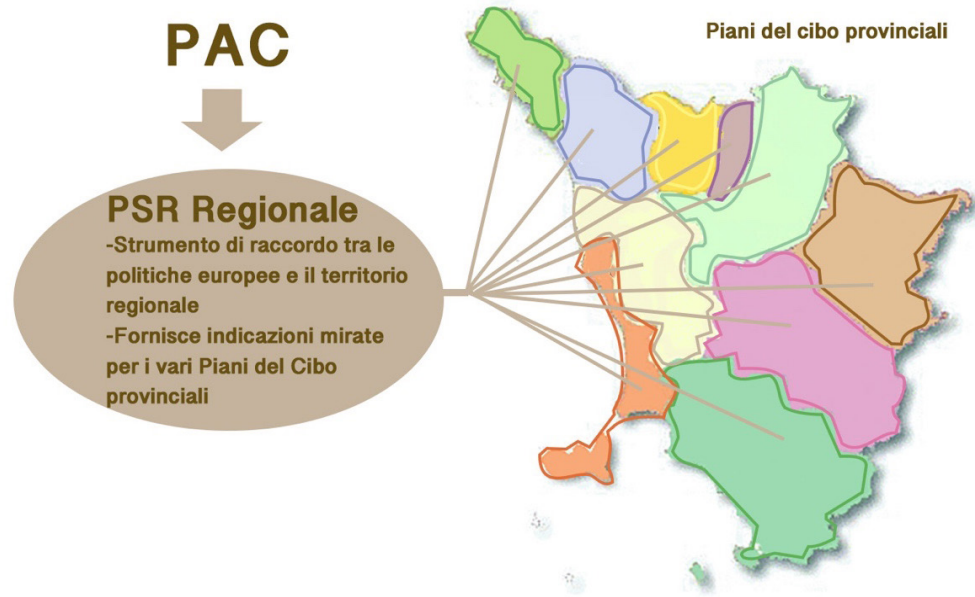 PAC
Piani del cibo provinciali
PSR Regionale
-Strumento di raccordo tra le
politiche europee e il territorio
regionale
-Fornisce indicazioni mirate
per i vari Piani del Cibo
provinciali